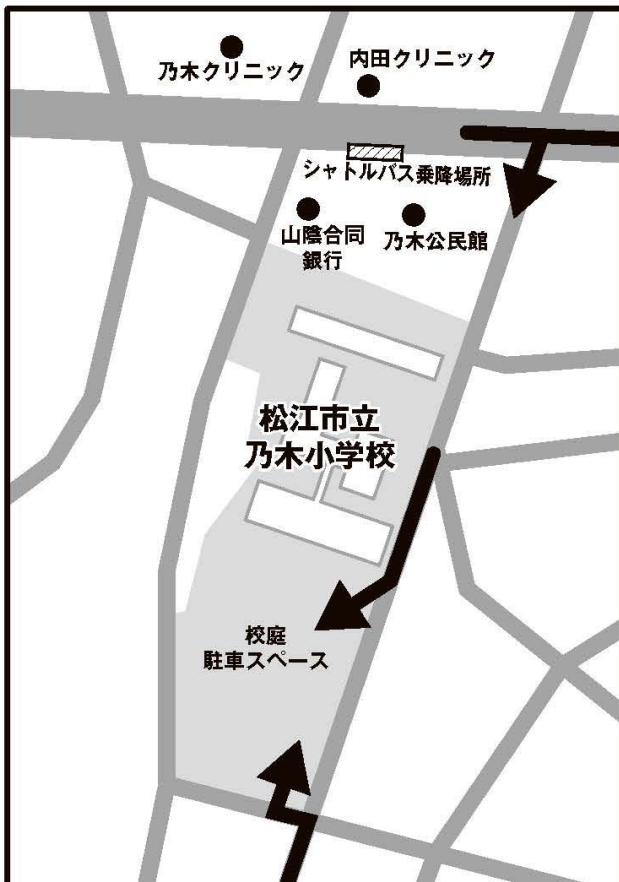 乃木クリニック
内田クリニック
シャトルバス乗降場所
山陰合同
銀行
乃木公民館
松江市立
乃木小学校
校庭
駐車スペース